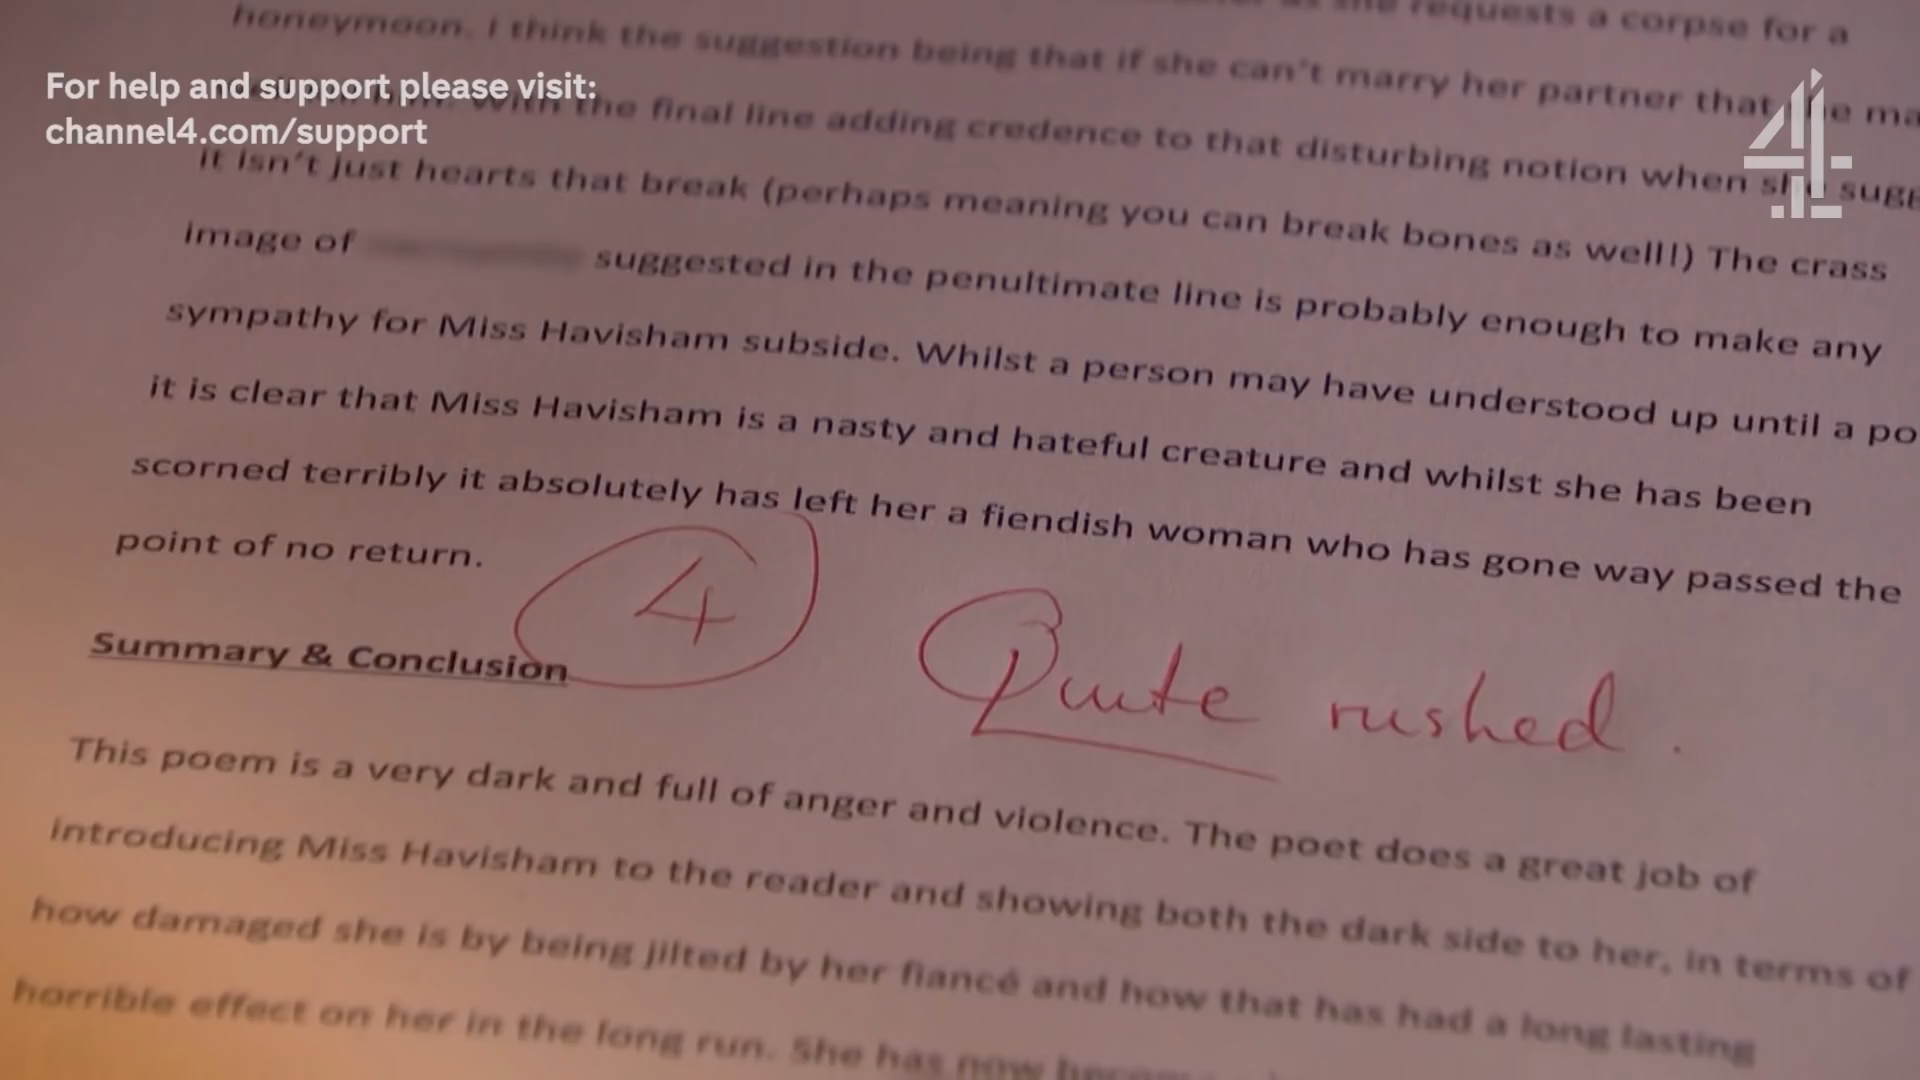 requests a corpse for a
honeymoon. I think the suggestion being that if she can't marry her partner that
For help and support please visit:
channel4.com/support
with the final line adding credence to that disturbing notion when she sugg
it isn't just hearts that break (perhaps meaning you can break bones as well!) The crass
image of suggested in the penultimate line is probably enough to make any
sympathy for Miss Havisham subside. Whilst a person may have understood up until a po
it is clear that Miss Havisham is a nasty and hateful creature and whilst she has been
scorned terribly it absolutely has left her a fiendish woman who has gone way passed the
point of no return.
4
Quite rushed.
Summary & Conclusion
This poem is a very dark and full of anger and violence. The poet does a great job of
introducing Miss Havisham to the reader and showing both the dark side to her, in terms of
how damaged she is by being jilted by her fiancé and how that has had a long lasting
horrible effect on her in the long run. She has now